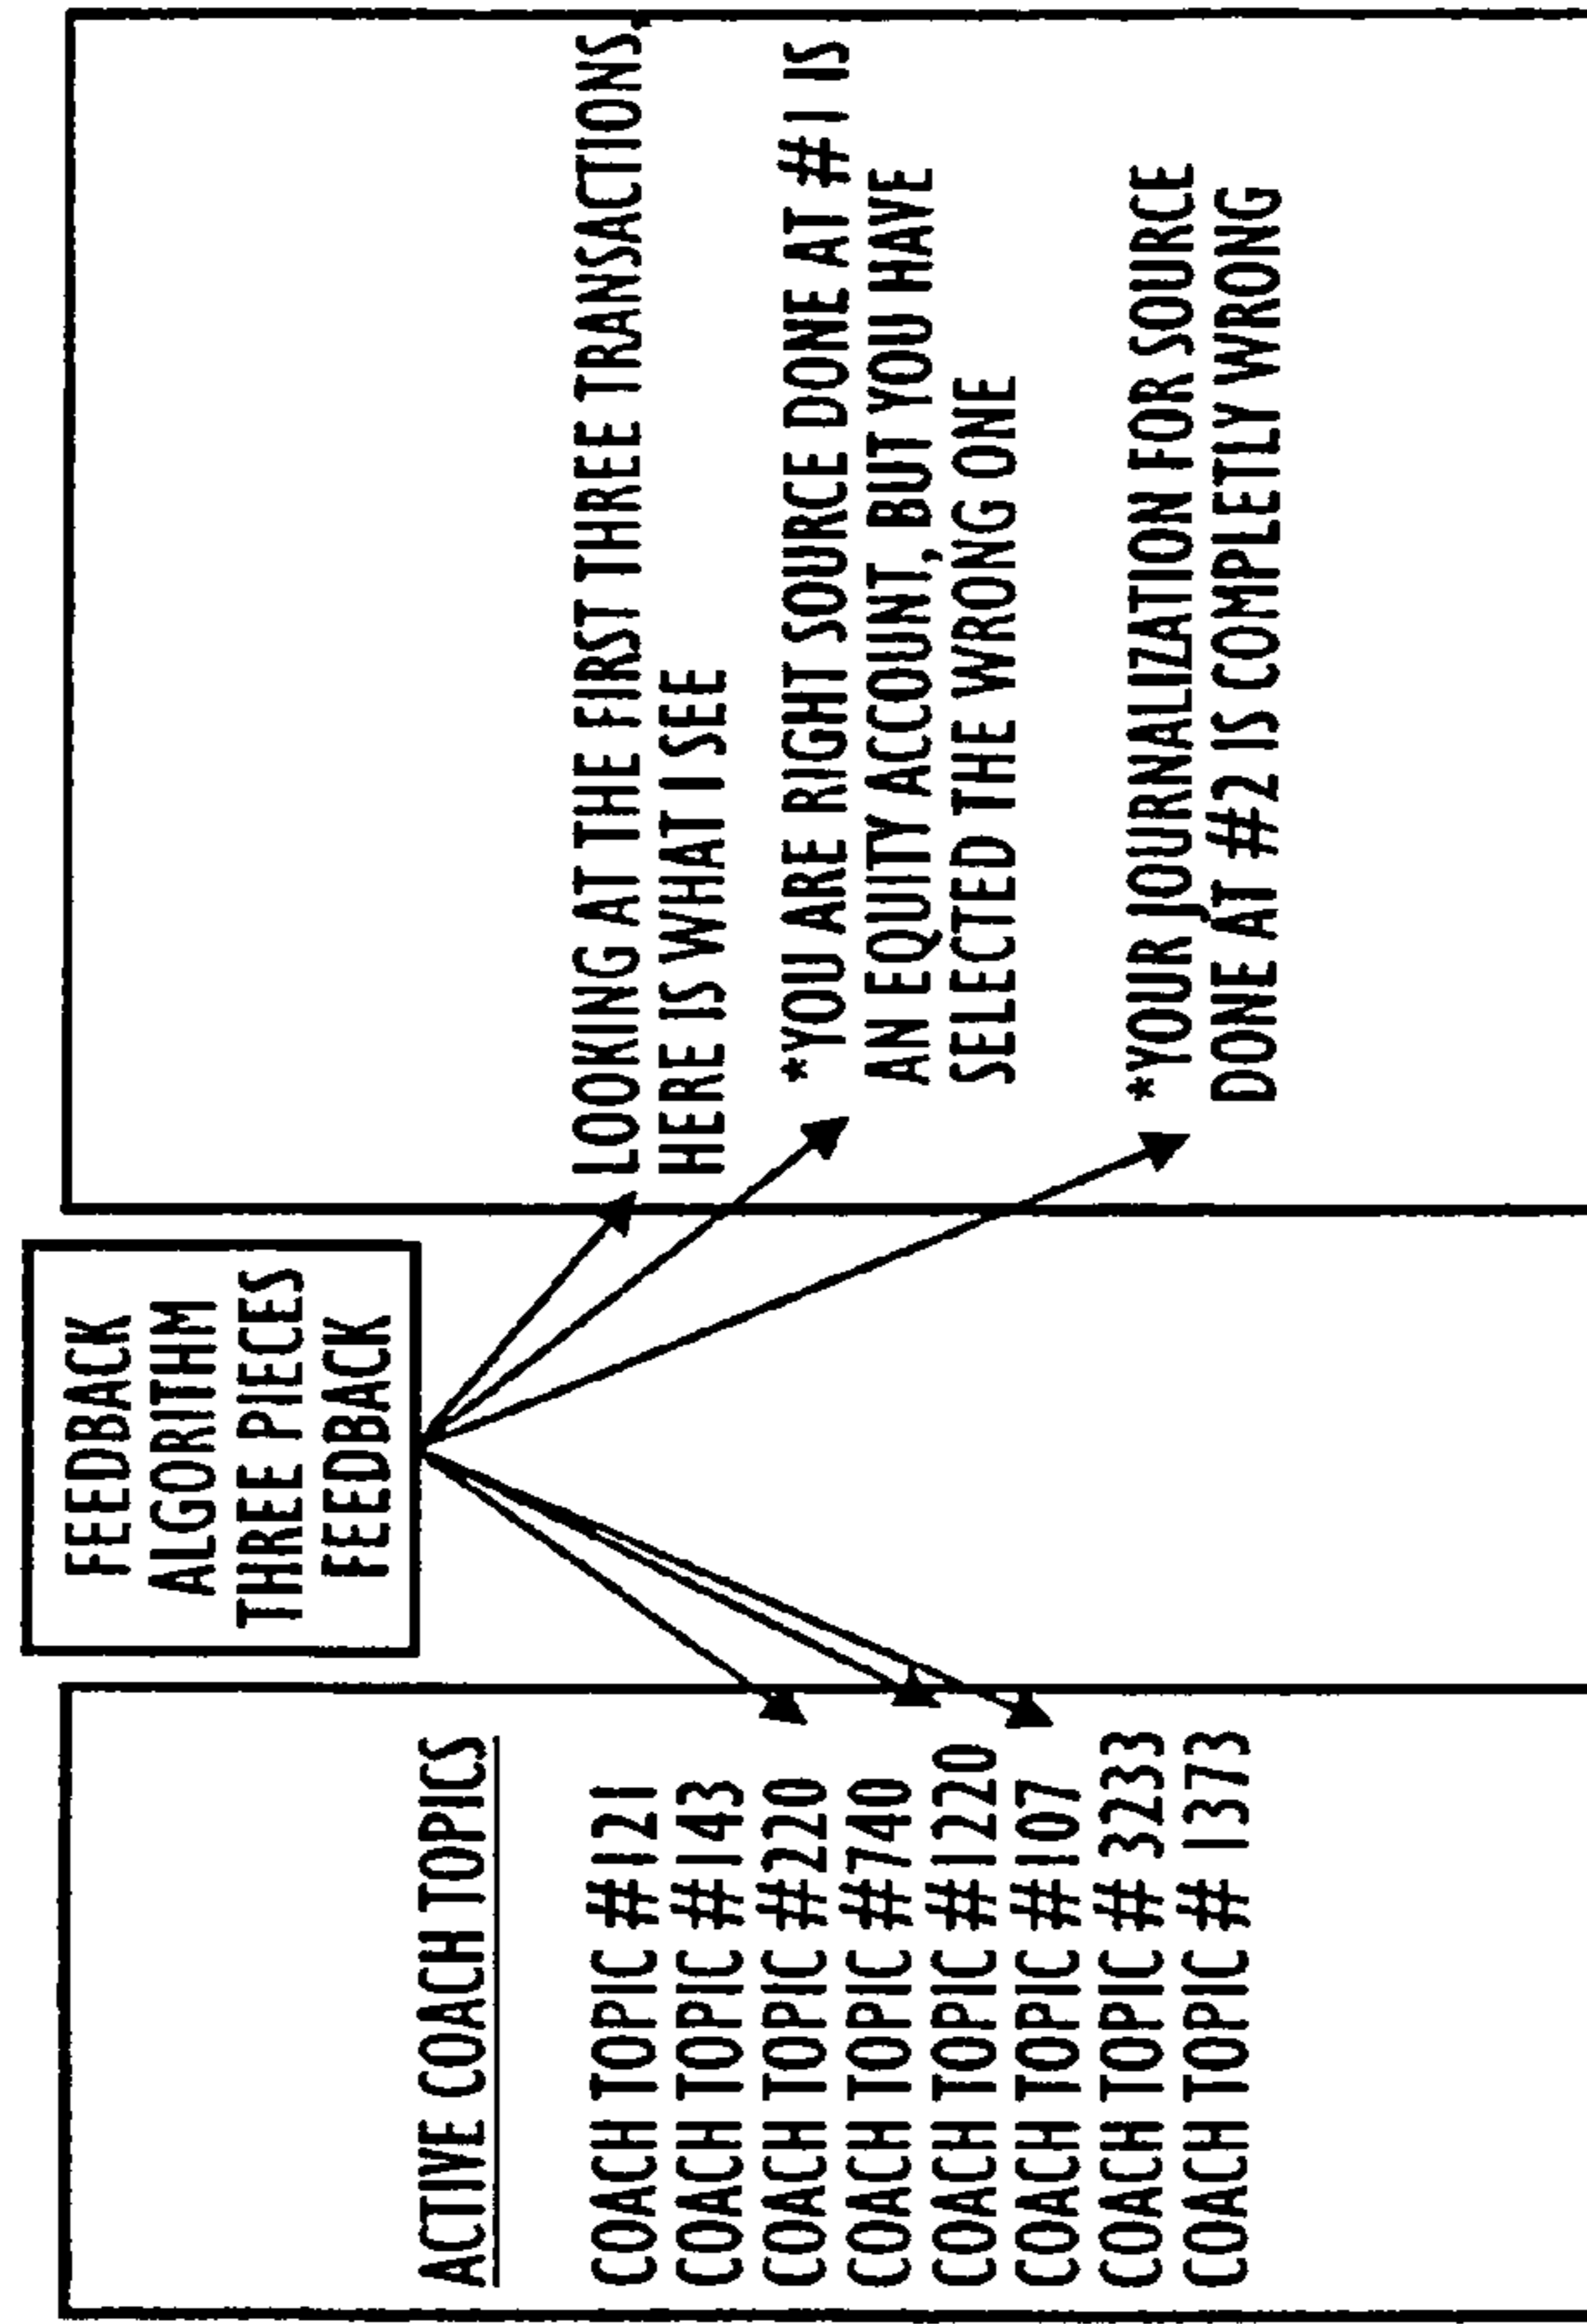 FEEDBACK
ALGORITHM
THREE PIECES
FEEDBACK
ACTIVE COACH TOPICS
COACH TOPIC #121
COACH TOPIC #143
COACH TOPIC #220
COACH TOPIC #740
COACH TOPIC #1220
COACH TOPIC #107
COACH TOPIC # 3233
COACH TOPIC # 1373
LOOKING AT THE FIRST THREE TRANSACTIONS,
HERE IS WHAT I SEE
*YOU ARE RIGHT SOURCE DONE AT #1 IS
AN EQUITY ACCOUNT, BUT YOU HAVE
SELECTED THE WRONG ONE
*YOUR JOURNALIZATION FOR SOURCE
DONE AT #2 IS COMPLETLY WRONG